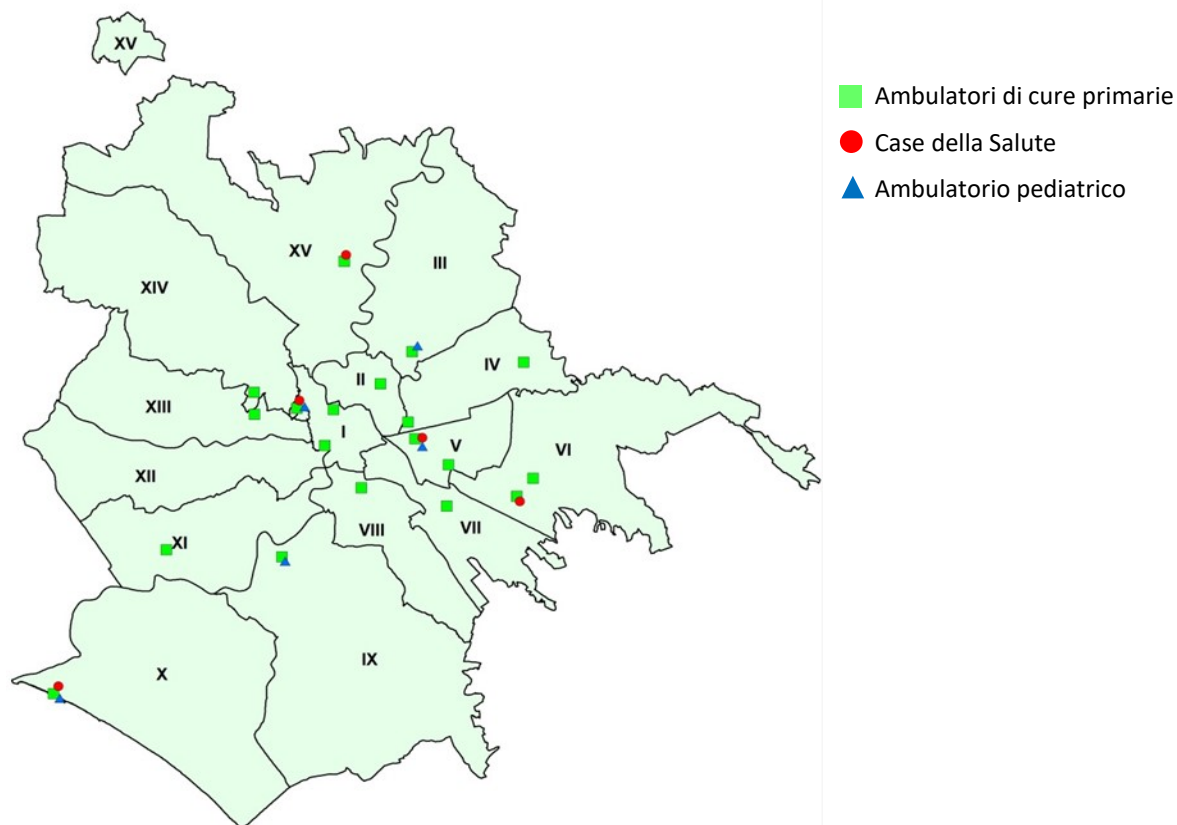 XV
Ambulatori di cure primarie
Case della Salute
Ambulatorio pediatrico
XV
III
XIV
IV
II
XIII
I
V
VI
XII
VIII
VII
XI
IX
X